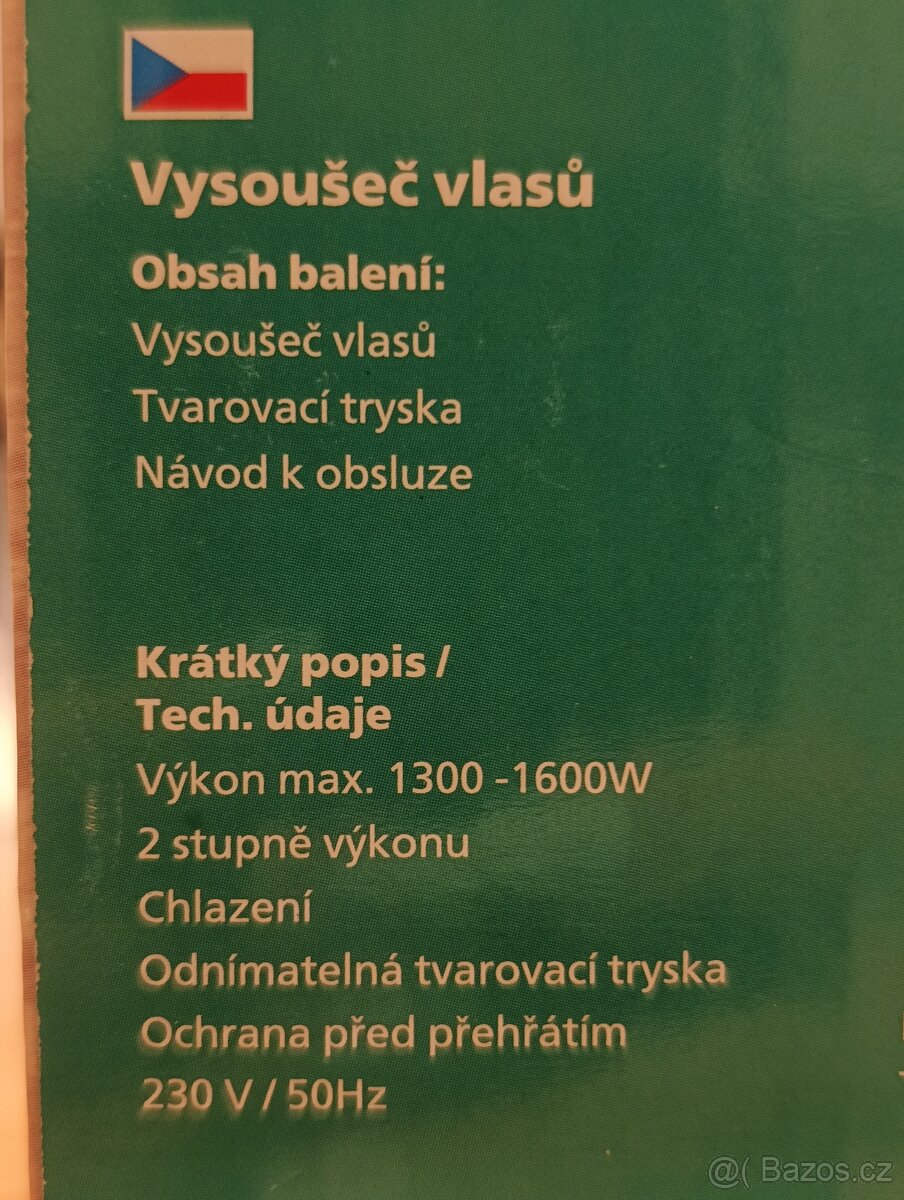 Vysoušeč vlasů
Obsah balení:
Vysoušeč vlasů
Tvarovací tryska
Návod k obsluze
Krátký popis /
Tech. údaje
Výkon max. 1300 -1600W
2 stupně výkonu
Chlazení
Odnímatelná tvarovací tryska
Ochrana před přehřátím
230 V / 50Hz
@( Bazos.cz